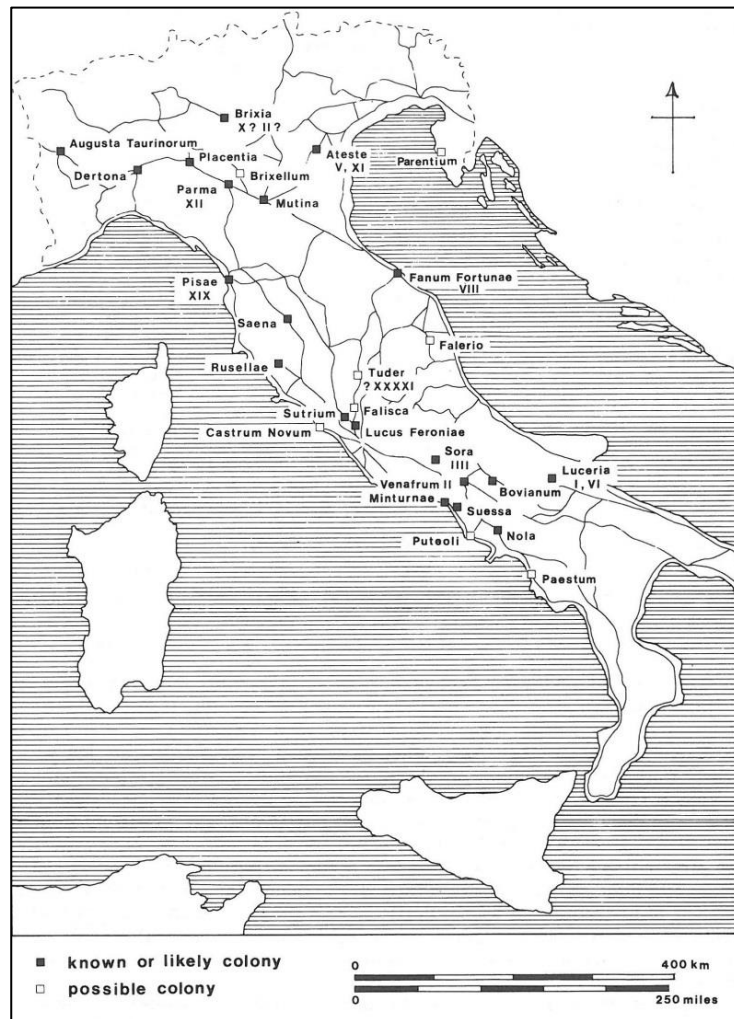 Brixia
X? II?
Augusta Taurinorum
Placentia
Ateste
V, XI
Parentium
Dertona
Brixellum
Parma
XII
Mutina
Pisae
XIX
Fanum Fortunae
VIII
Saena
Falerio
Rusellae
Tuder
? XXXXI
Sutrium
Falisca
Castrum Novum
Lucus Feroniae
Sora
IIII
Luceria
I, VI
Venafrum II
Bovianum
Minturnae
Suessa
Puteoli
Nola
Paestum
known or likely colony
possible colony
0 400 km
0 250 miles